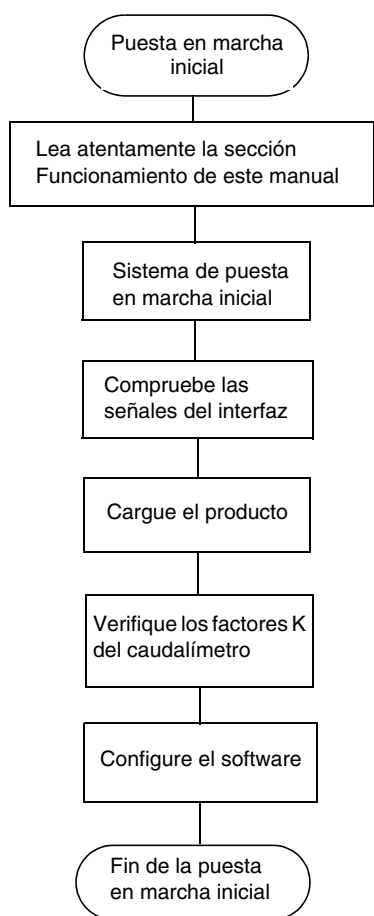 Puesta en marcha
inicial
Lea atentamente la sección
Funcionamiento de este manual
Sistema de puesta
en marcha inicial
Compruebe las
señales del interfaz
Cargue el producto
Verifique los factores K
del caudalímetro
Configure el software
Fin de la puesta
en marcha inicial